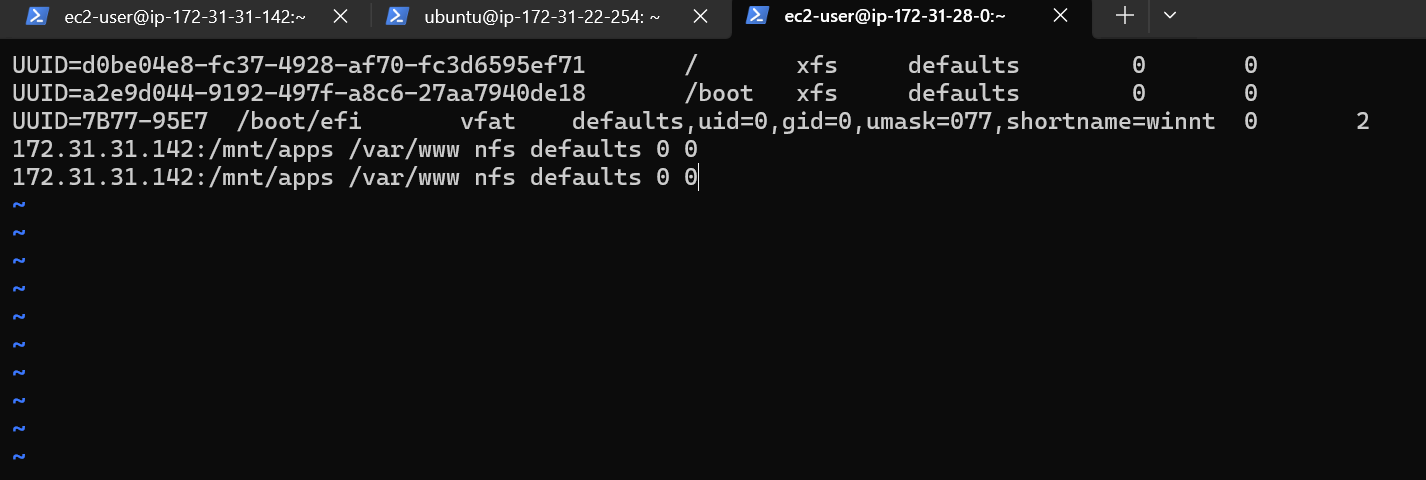 ec2-user@ip-172-31-31-142:~ ubuntu@ip-172-31-22-254: ~ ec2-user@ip-172-31-28-0:~
UUID=d0be04e8-fc37-4928-af70-fc3d6595ef71 / xfs defaults 0 0
UUID=a2e9d044-9192-497f-a8c6-27aa7940de18 /boot xfs defaults 0 0
UUID=7B77-95E7 /boot/efi vfat defaults,uid=0,gid=0,umask=077,shortname=winnt 0 2
172.31.31.142:/mnt/apps /var/www nfs defaults 0 0
172.31.31.142:/mnt/apps /var/www nfs defaults 0 0
~
~
~
~
~
~
~
~
~
~